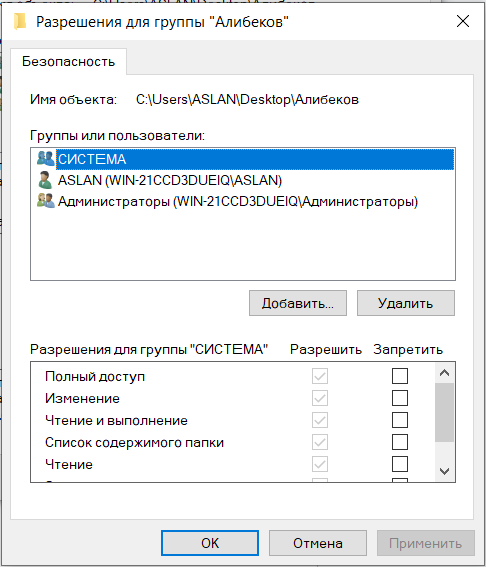 Разрешения для группы "Алибеков"
Безопасность
Имя объекта: C:\Users\ASLAN\Desktop\Алибеков
Группы или пользователи:
СИСТЕМА
ASLAN (WIN-21CCD3DUEIQ\ASLAN)
Администраторы (WIN-21CCD3DUEIQ\Администраторы)
Добавить... Удалить
Разрешения для группы "СИСТЕМА" Разрешить Запретить
Полный доступ
Изменение
Чтение и выполнение
Список содержимого папки
Чтение
OK Отмена Применить